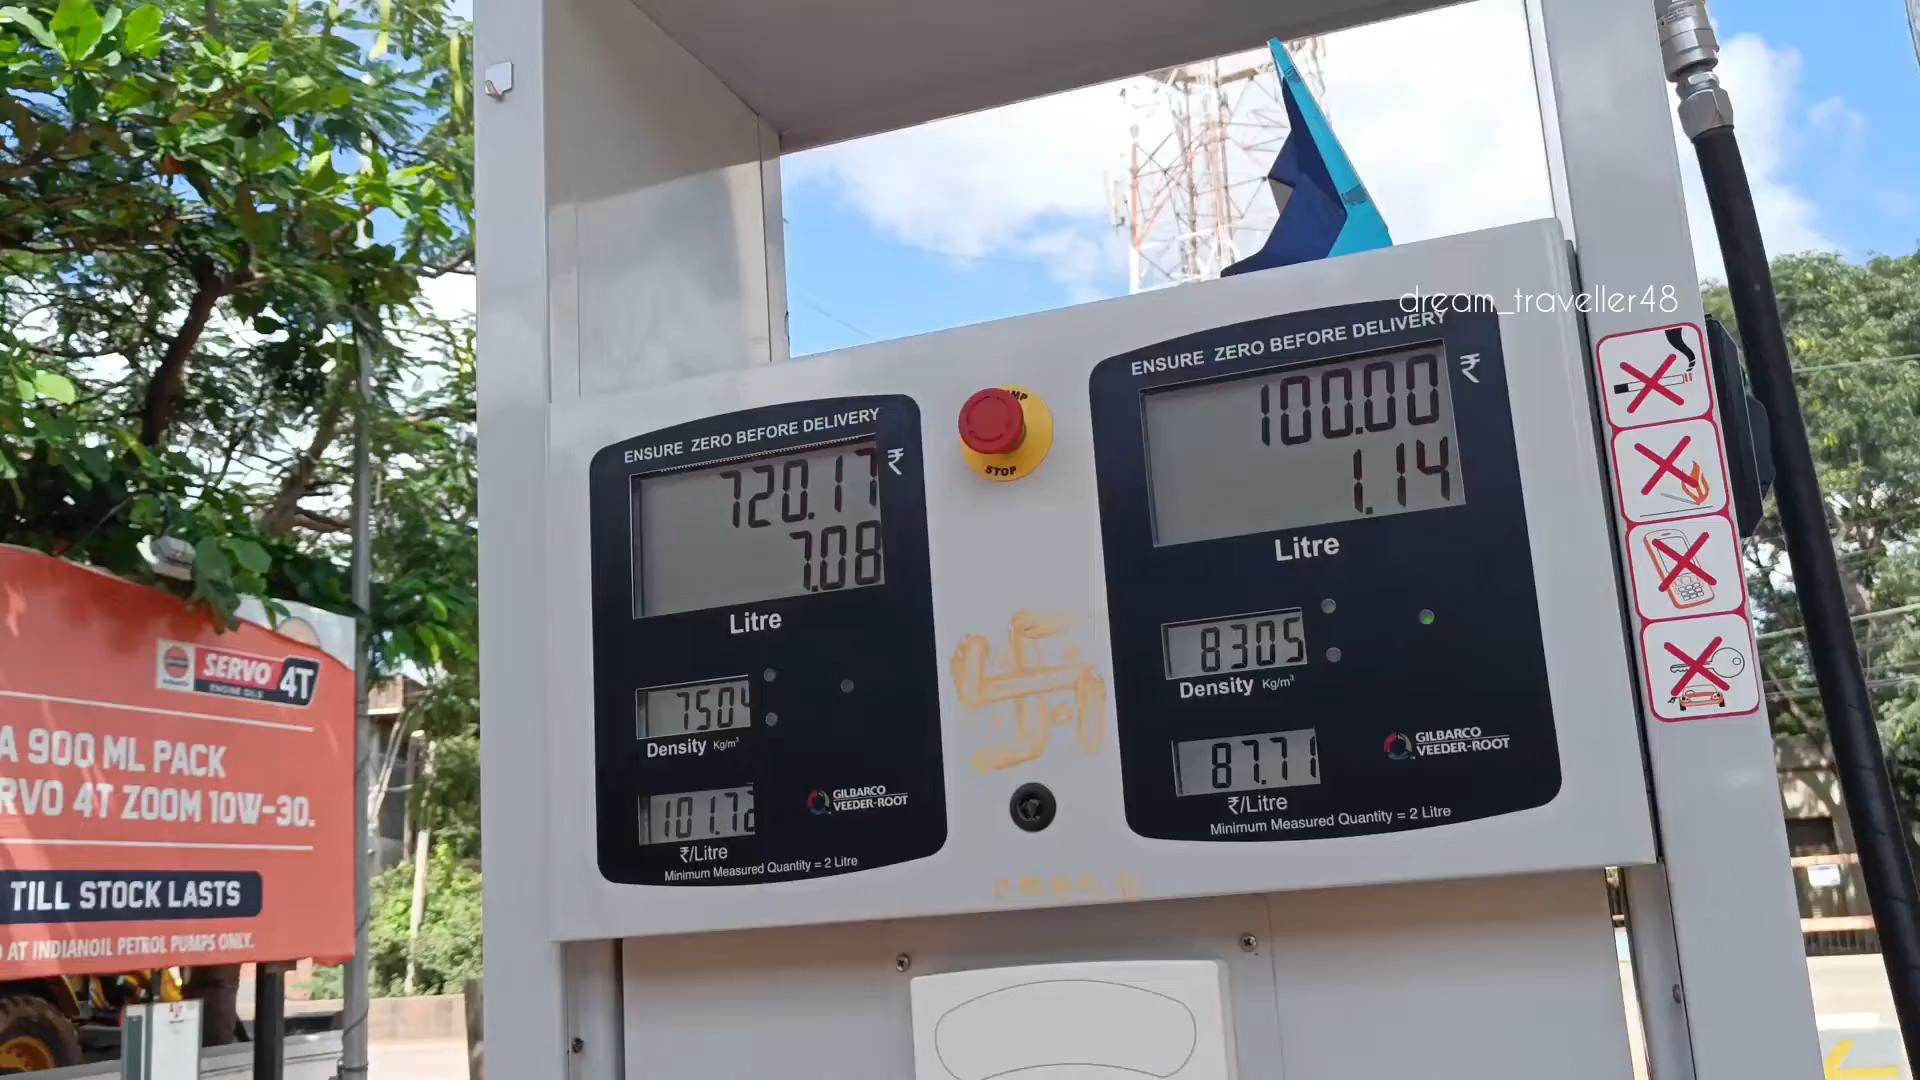 dream_traveller48
ENSURE ZERO BEFORE DELIVERY
720.17 ₹
7.08
Litre
7504
Density Kg/m³
101.72
₹/Litre
GILBARCO
VEEDER-ROOT
Minimum Measured Quantity = 2 Litre
STOP
ENSURE ZERO BEFORE DELIVERY
100.00 ₹
1.14
Litre
8305
Density Kg/m³
87.71
₹/Litre
GILBARCO
VEEDER-ROOT
Minimum Measured Quantity = 2 Litre
SERVO 4T
ENGINE OILS
A 900 ML PACK
RVO 4T ZOOM 10W-30.
TILL STOCK LASTS
AT INDIANOIL PETROL PUMPS ONLY.